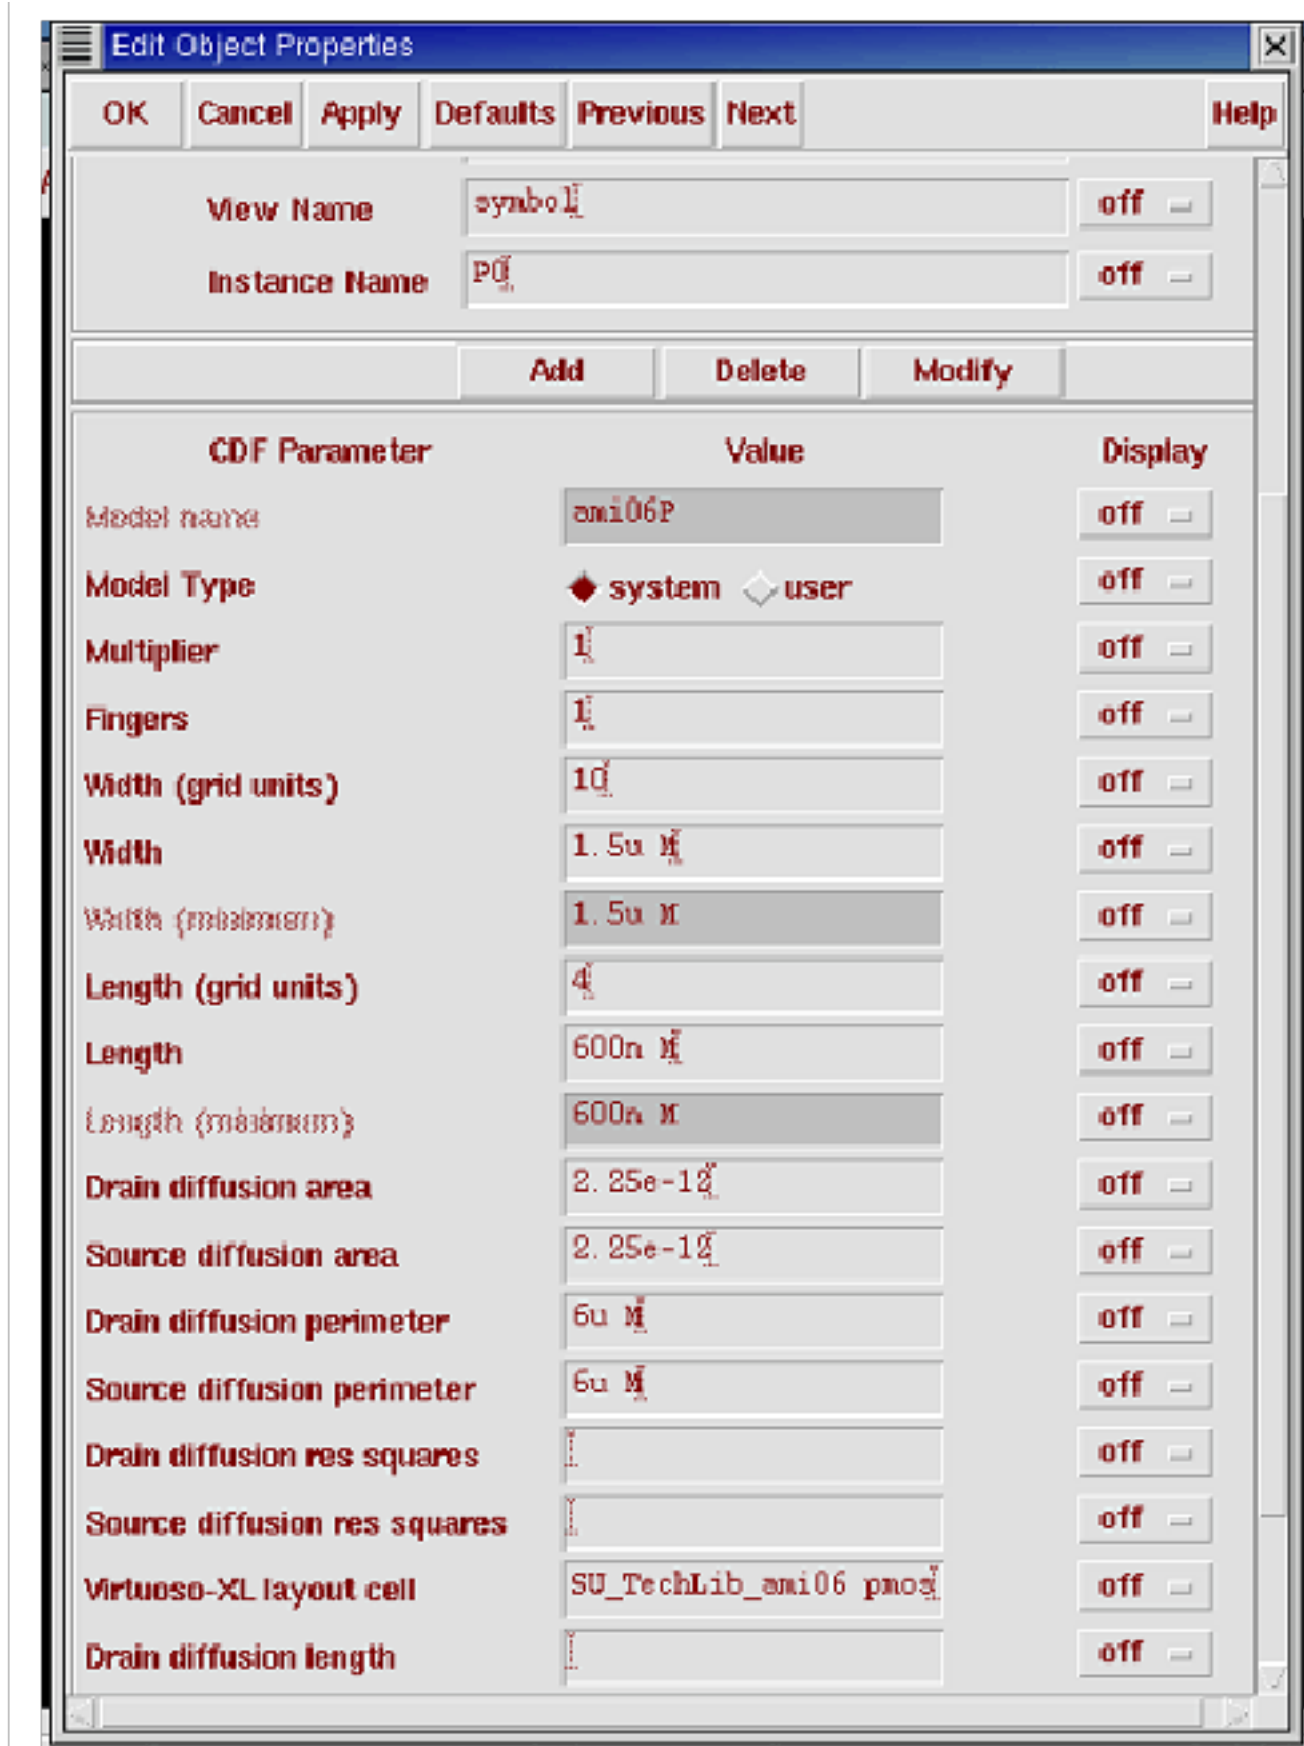 Edit Object Properties
OK Cancel Apply Defaults Previous Next Help
View Name symbol off
Instance Name P0 off
Add Delete Modify
CDF Parameter Value Display
Model name ami06P off
Model Type system user off
Multiplier 1 off
Fingers 1 off
Width (grid units) 10 off
Width 1.5u M off
Width (minimum) 1.5u M off
Length (grid units) 4 off
Length 600n M off
Length (minimum) 600n M off
Drain diffusion area 2.25e-12 off
Source diffusion area 2.25e-12 off
Drain diffusion perimeter 6u M off
Source diffusion perimeter 6u M off
Drain diffusion res squares off
Source diffusion res squares off
Virtuoso-XL layout cell SU_TechLib_ami06 pmos off
Drain diffusion length off